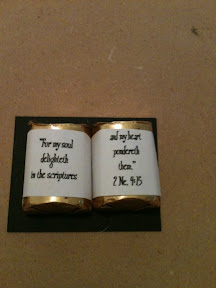 "For my soul
delighteth
in the scriptures
and my heart
pondereth
them."
2 Ne. 4:15